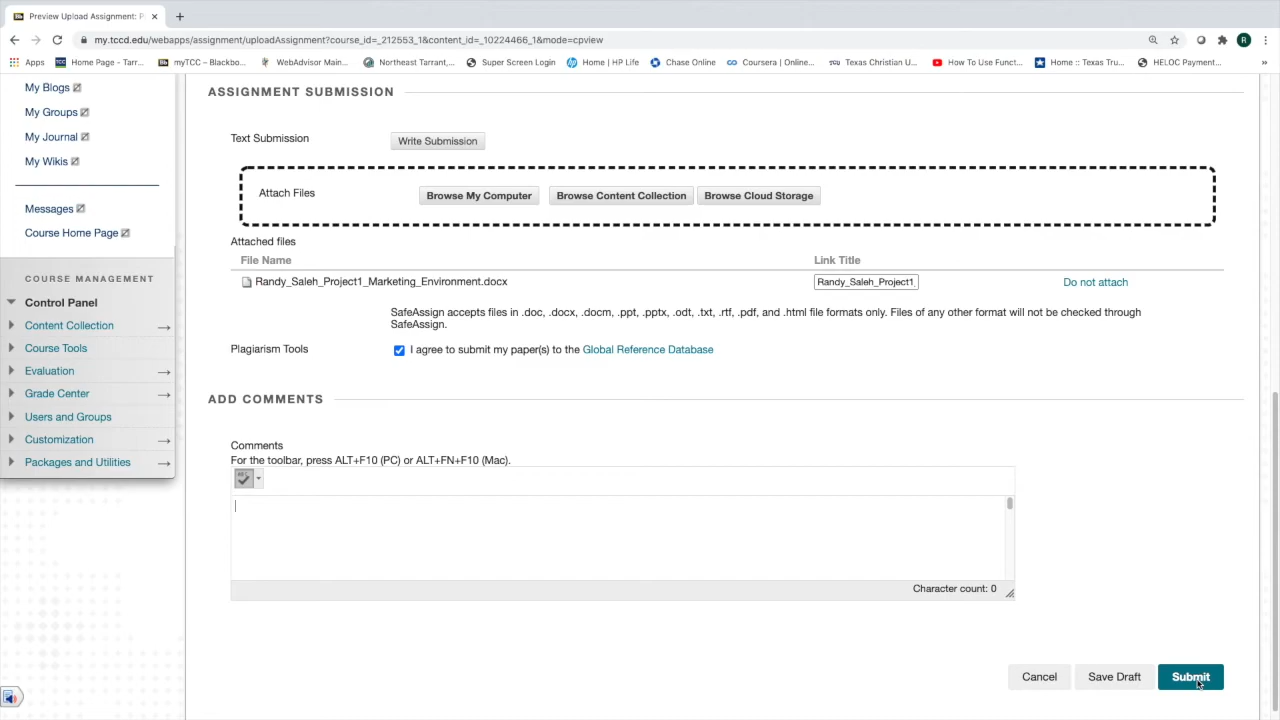 Preview Upload Assignment: P
my.tccd.edu/webapps/assignment/uploadAssignment?course_id=_212553_1&content_id=_10224466_1&mode=cpview
R
Apps Home Page - Tarr... myTCC – Blackbo... WebAdvisor Main... Northeast Tarrant,... Super Screen Login Home | HP Life Chase Online Coursera | Online... Texas Christian U... How To Use Funct... Home :: Texas Tru... HELOC Payment... »
My Blogs
My Groups
My Journal
My Wikis
Messages
Course Home Page
COURSE MANAGEMENT
Control Panel
Content Collection
Course Tools
Evaluation
Grade Center
Users and Groups
Customization
Packages and Utilities
ASSIGNMENT SUBMISSION
Text Submission Write Submission
Attach Files Browse My Computer Browse Content Collection Browse Cloud Storage
Attached files
File Name Link Title
Randy_Saleh_Project1_Marketing_Environment.docx Randy_Saleh_Project1_ Do not attach
SafeAssign accepts files in .doc, .docx, .docm, .ppt, .pptx, .odt, .txt, .rtf, .pdf, and .html file formats only. Files of any other format will not be checked through
SafeAssign.
Plagiarism Tools I agree to submit my paper(s) to the Global Reference Database
ADD COMMENTS
Comments
For the toolbar, press ALT+F10 (PC) or ALT+FN+F10 (Mac).
ABC
Character count: 0
Cancel Save Draft Submit